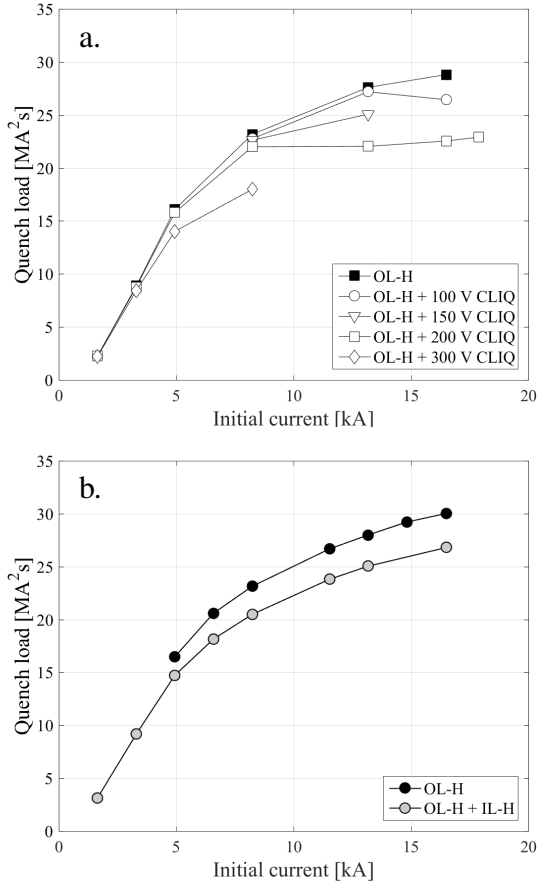 a.
35
30
25
20
15
10
5
0
Quench load [MA²s]
OL-H
OL-H + 100 V CLIQ
OL-H + 150 V CLIQ
OL-H + 200 V CLIQ
OL-H + 300 V CLIQ
0 5 10 15 20
Initial current [kA]
b.
35
30
25
20
15
10
5
0
Quench load [MA²s]
OL-H
OL-H + IL-H
0 5 10 15 20
Initial current [kA]